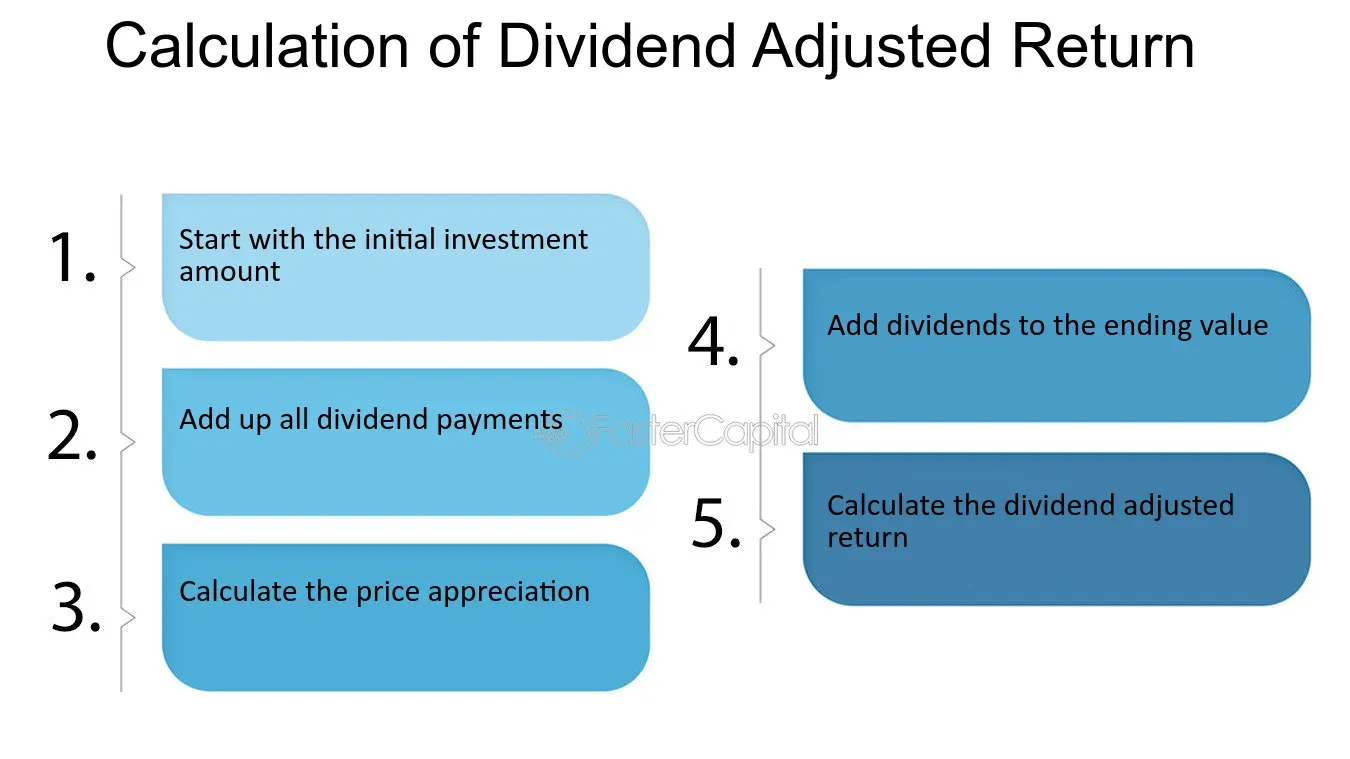 Calculation of Dividend Adjusted Return
1.
Start with the initial investment
amount
2.
Add up all dividend payments
3.
Calculate the price appreciation
4.
Add dividends to the ending value
5.
Calculate the dividend adjusted
return
FasterCapital